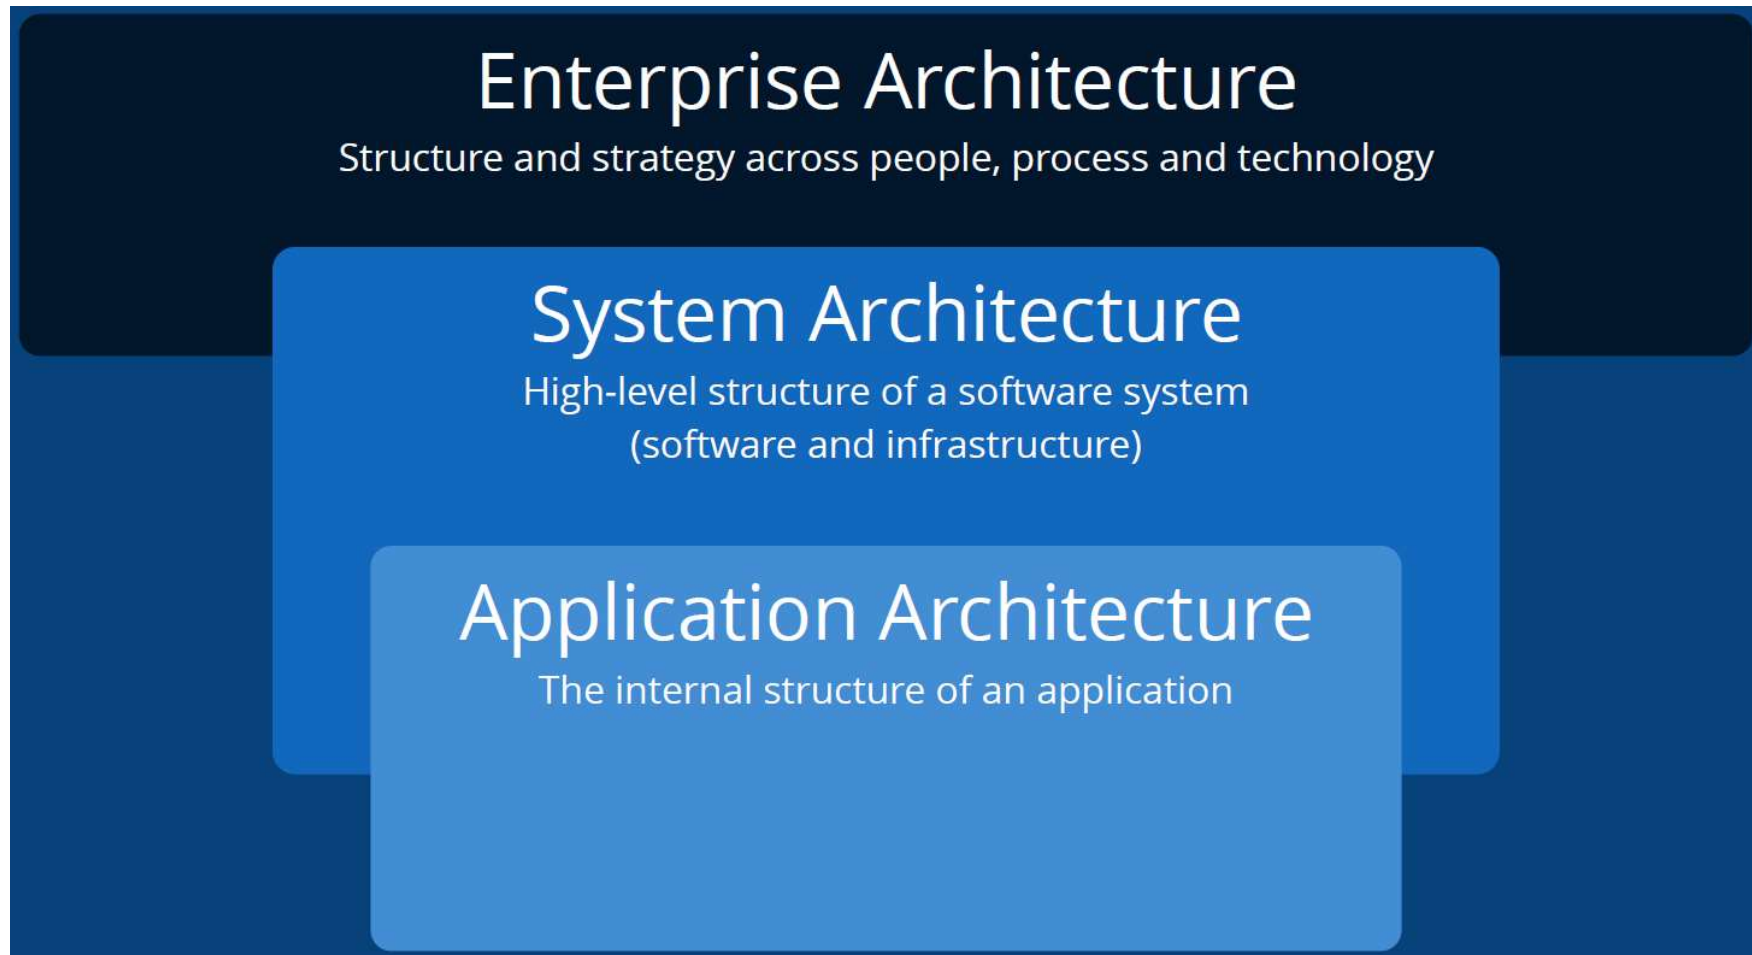 Enterprise Architecture
Structure and strategy across people, process and technology
System Architecture
High-level structure of a software system
(software and infrastructure)
Application Architecture
The internal structure of an application